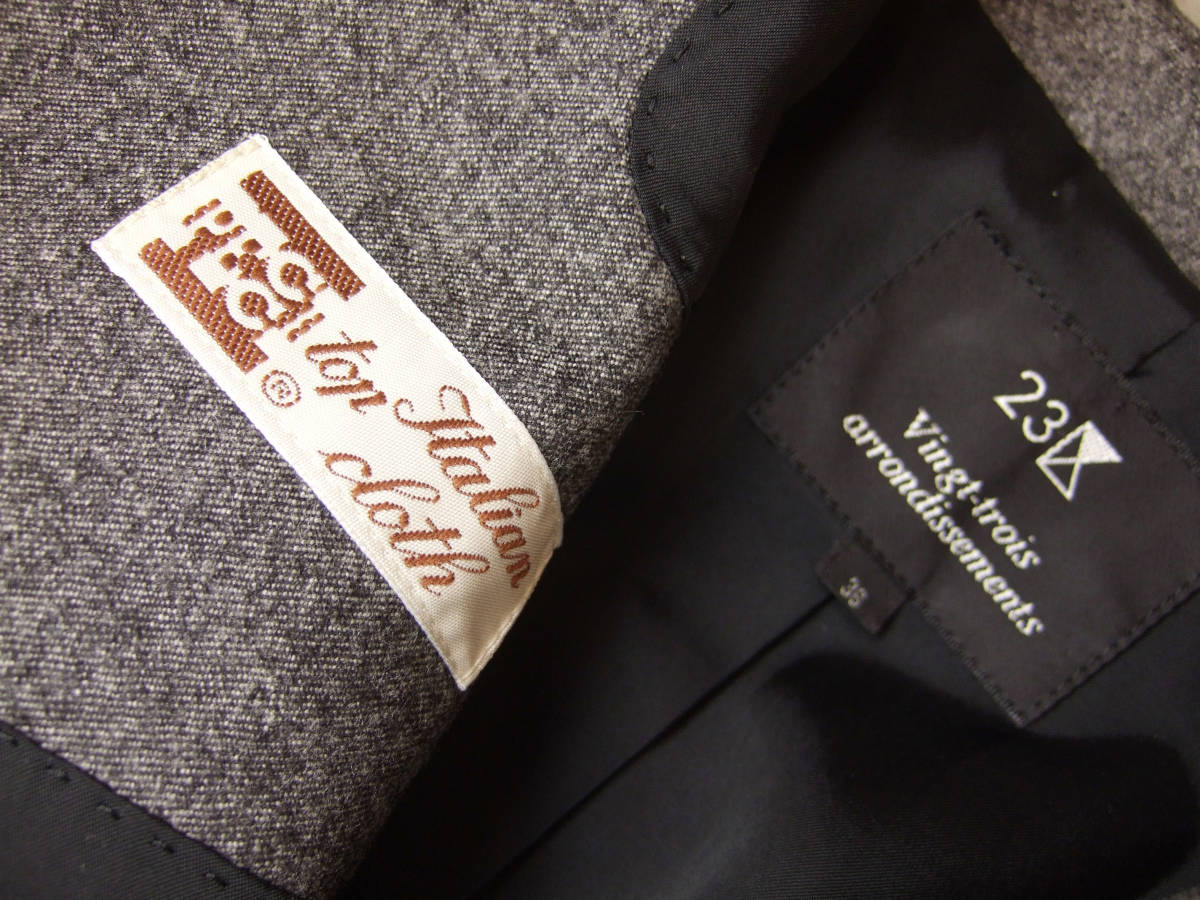 ®
top Italian
cloth
23
Vingt-trois
arrondissements
36